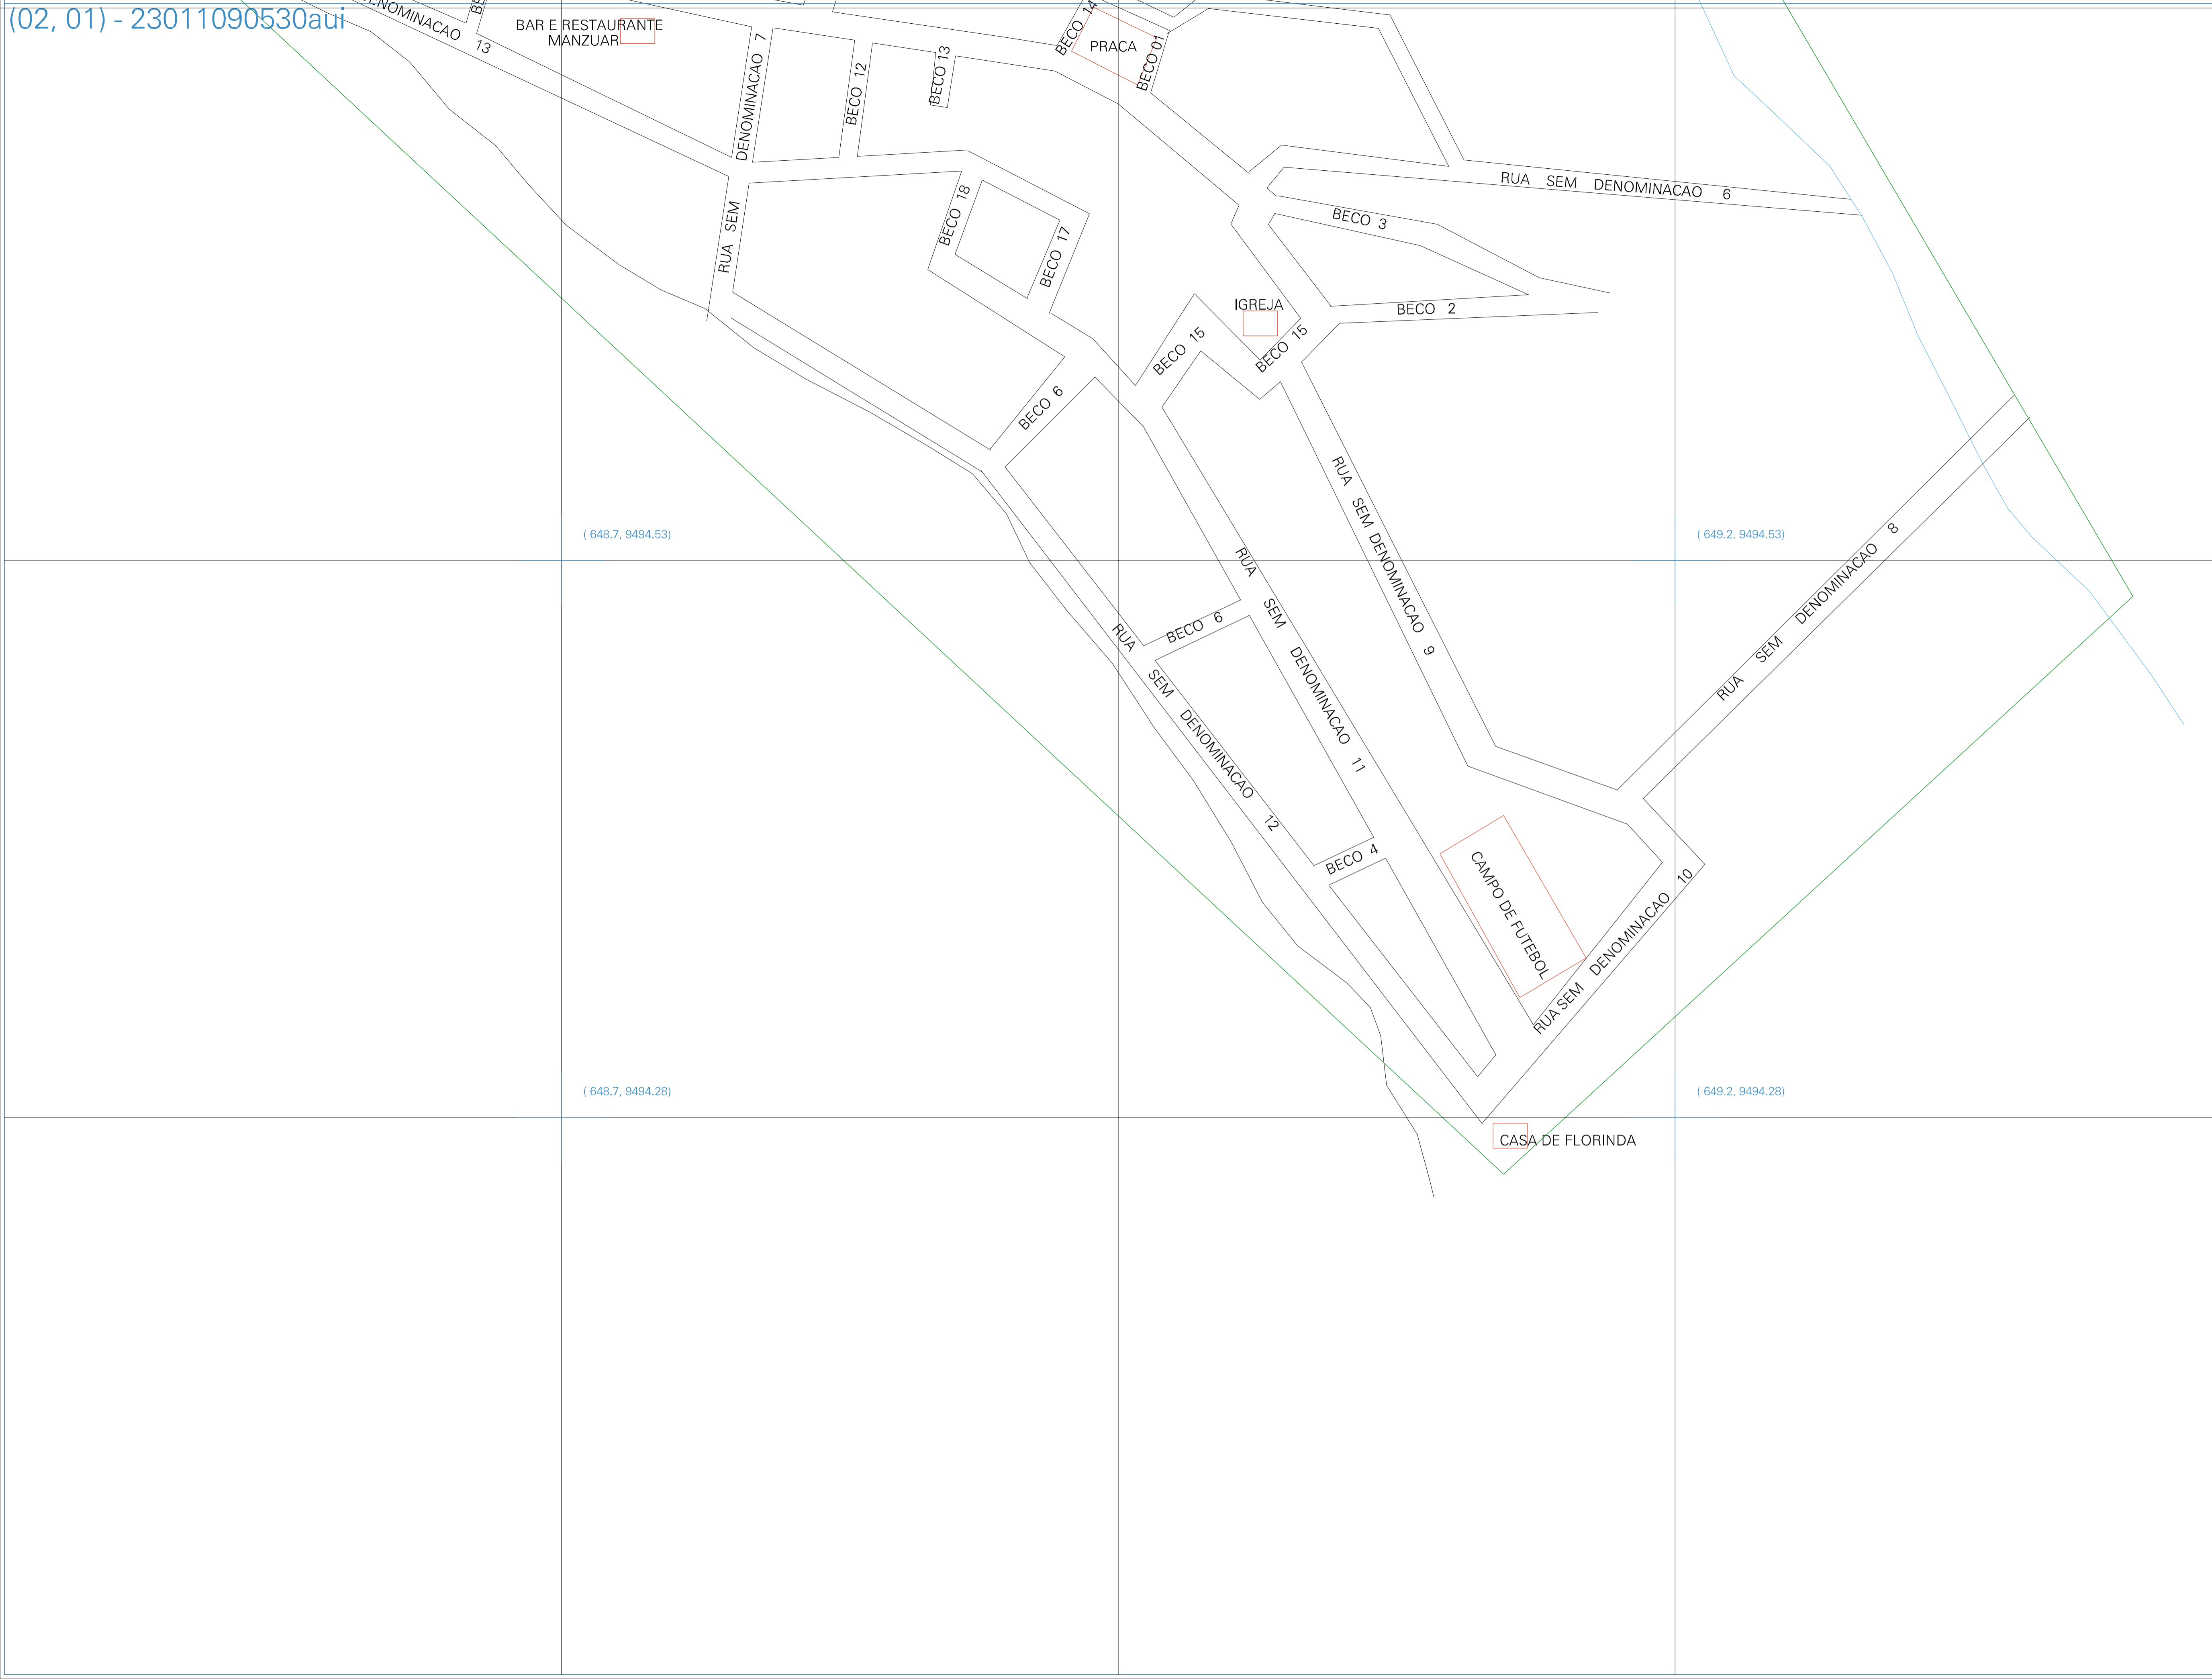 (02, 01) - 23011090530aui
DENOMINACAO 13
BAR E RESTAURANTE
MANZUAR
DENOMINACAO 7
RUA SEM
BECO 12
BECO 13
BECO 14
PRACA
BECO 01
RUA SEM DENOMINACAO 6
BECO 18
BECO 17
BECO 3
IGREJA
BECO 2
BECO 15
BECO 15
BECO 6
RUA SEM DENOMINACAO 9
( 648.7, 9494.53)
( 649.2, 9494.53)
RUA SEM DENOMINACAO 8
RUA SEM DENOMINACAO 11
BECO 6
RUA SEM DENOMINACAO 12
BECO 4
CAMPO DE FUTEBOL
RUA SEM DENOMINACAO 10
( 648.7, 9494.28)
( 649.2, 9494.28)
CASA DE FLORINDA